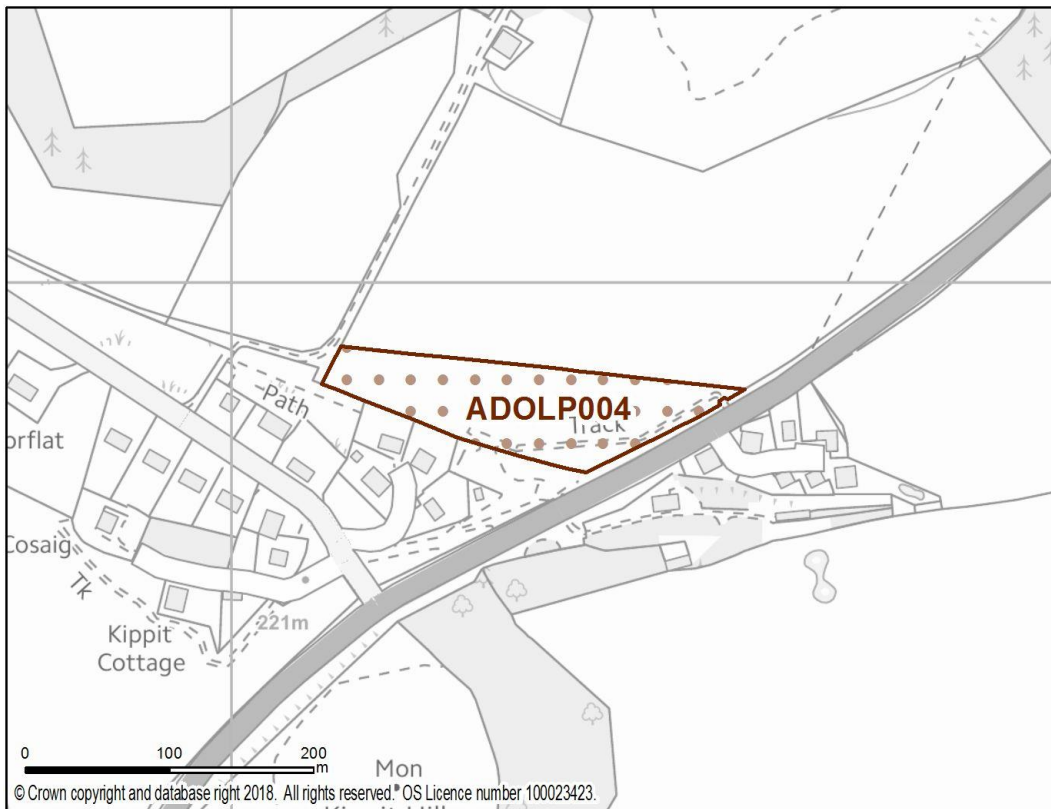 Path
ADOLP004
Track
orflat
Cosaig
Tk
221m
Kippit
Cottage
0 100 200
m
Mon
© Crown copyright and database right 2018. All rights reserved. OS Licence number 100023423.